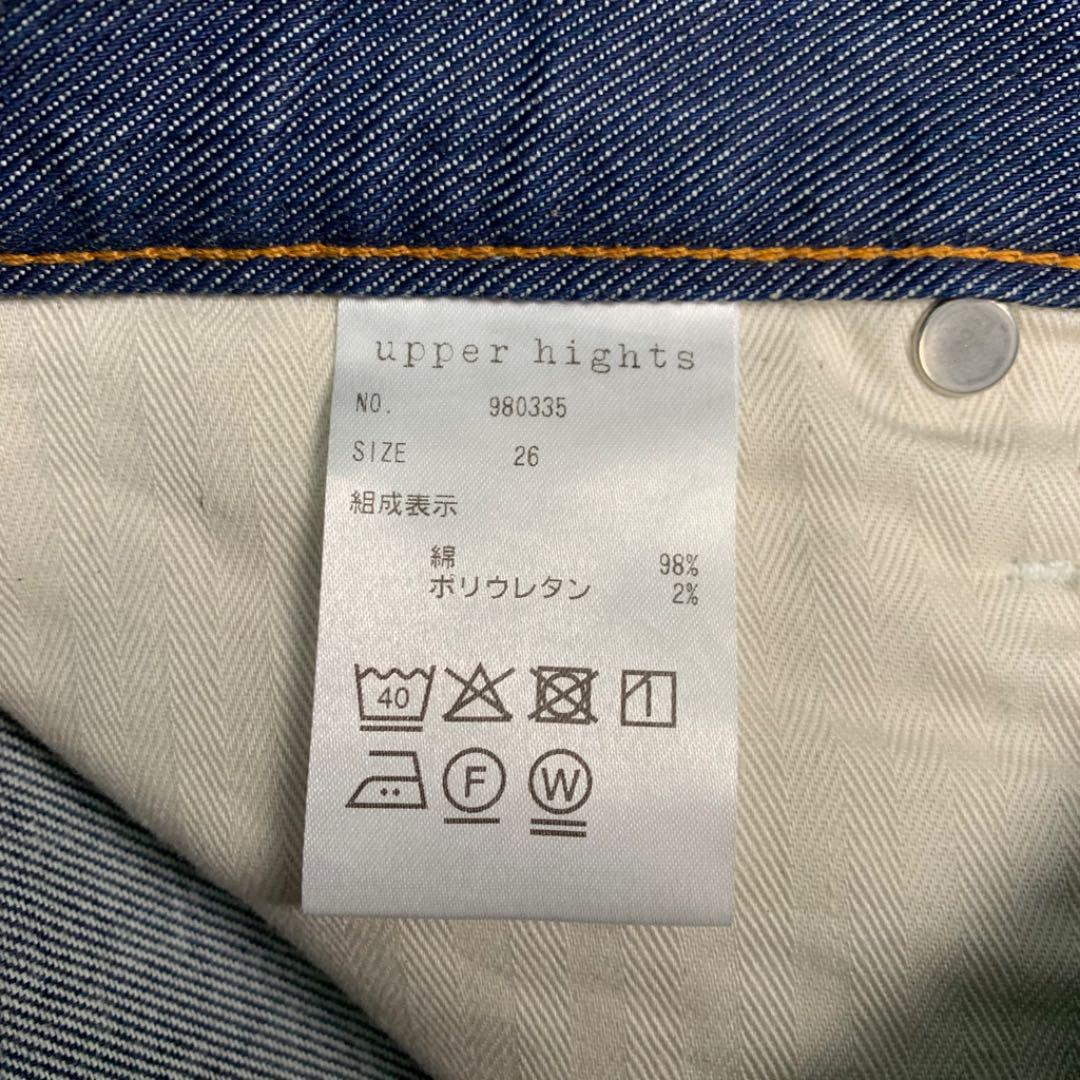 upper hights
NO. 980335
SIZE 26
組成表示
綿 98%
ポリウレタン 2%
40
F W